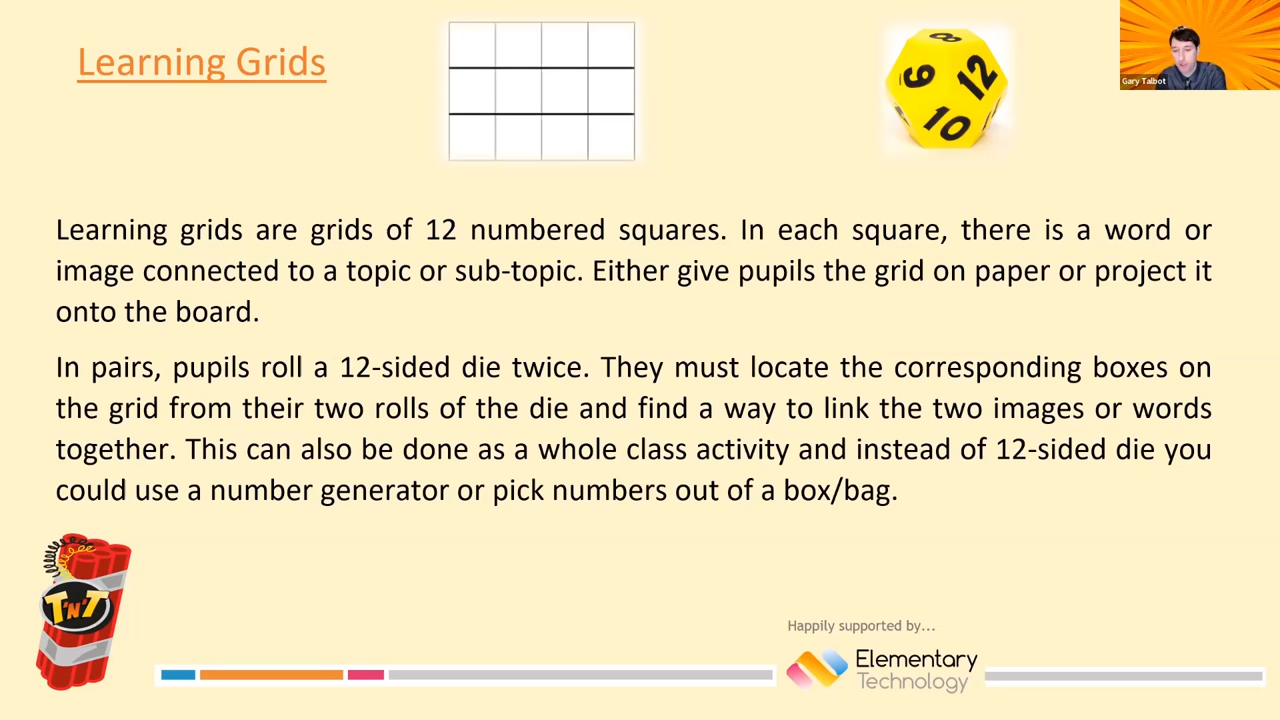 Learning Grids
8
9
12
10
Gary Talbot
Learning grids are grids of 12 numbered squares. In each square, there is a word or
image connected to a topic or sub-topic. Either give pupils the grid on paper or project it
onto the board.
In pairs, pupils roll a 12-sided die twice. They must locate the corresponding boxes on
the grid from their two rolls of the die and find a way to link the two images or words
together. This can also be done as a whole class activity and instead of 12-sided die you
could use a number generator or pick numbers out of a box/bag.
T'N'T
Happily supported by...
Elementary
Technology